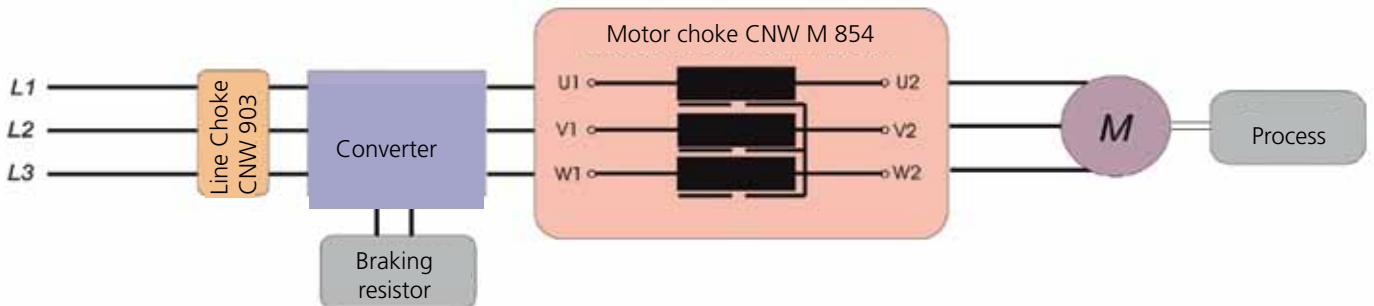 Motor choke CNW M 854
L1
L2
L3
Line Choke
CNW 903
Converter
U1
U2
V1
V2
W1
W2
M
Process
Braking
resistor